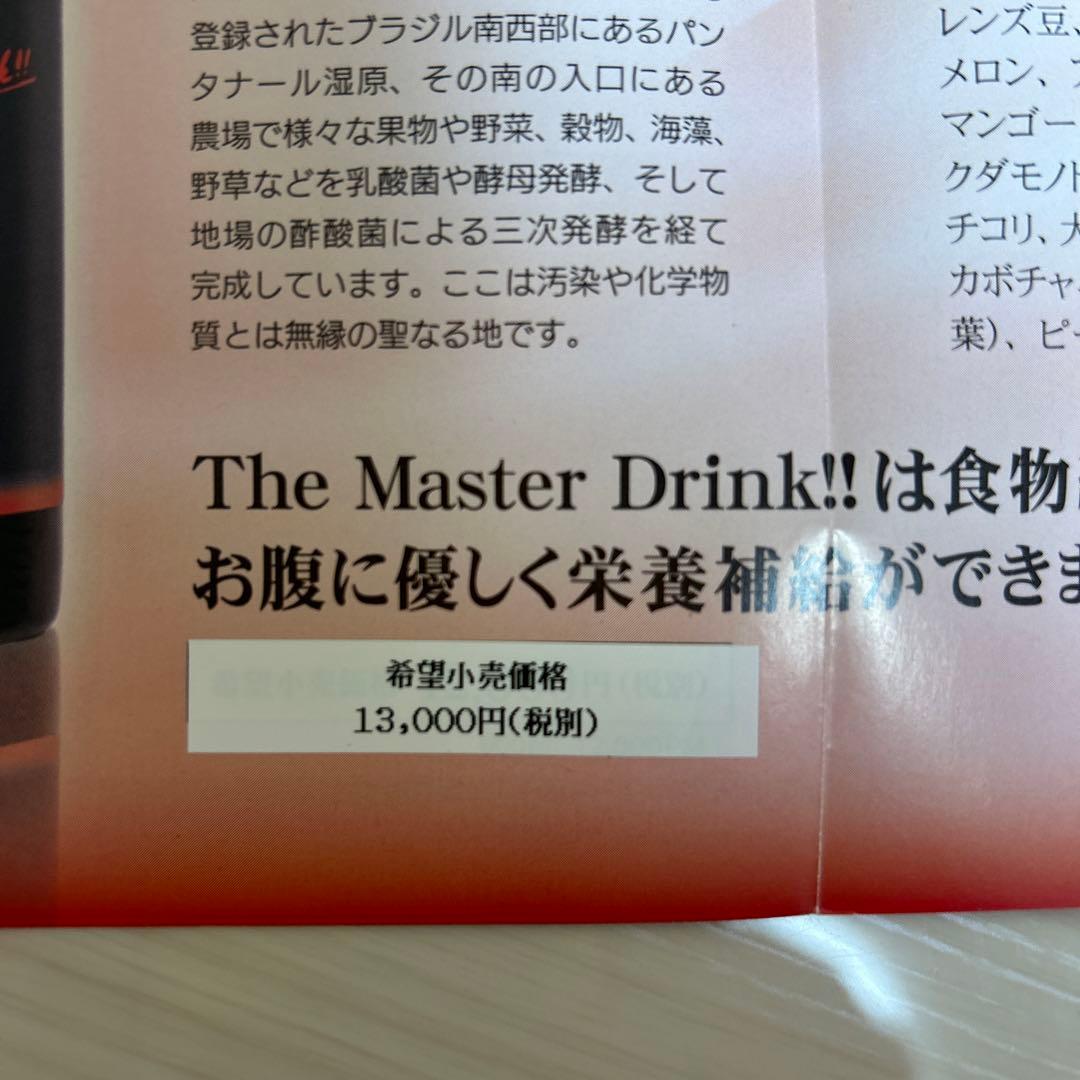 登録されたブラジル南西部にあるパン
タナール湿原、その南の入口にある
農場で様々な果物や野菜、穀物、海藻、
野草などを乳酸菌や酵母発酵、そして
地場の酢酸菌による三次発酵を経て
完成しています。ここは汚染や化学物
質とは無縁の聖なる地です。
レンズ豆、
メロン、
マンゴー
クダモノ
チコリ、
カボチャ
葉）、ピー
The Master Drink!!は食物
お腹に優しく栄養補給ができま
希望小売価格
13,000円(税別)